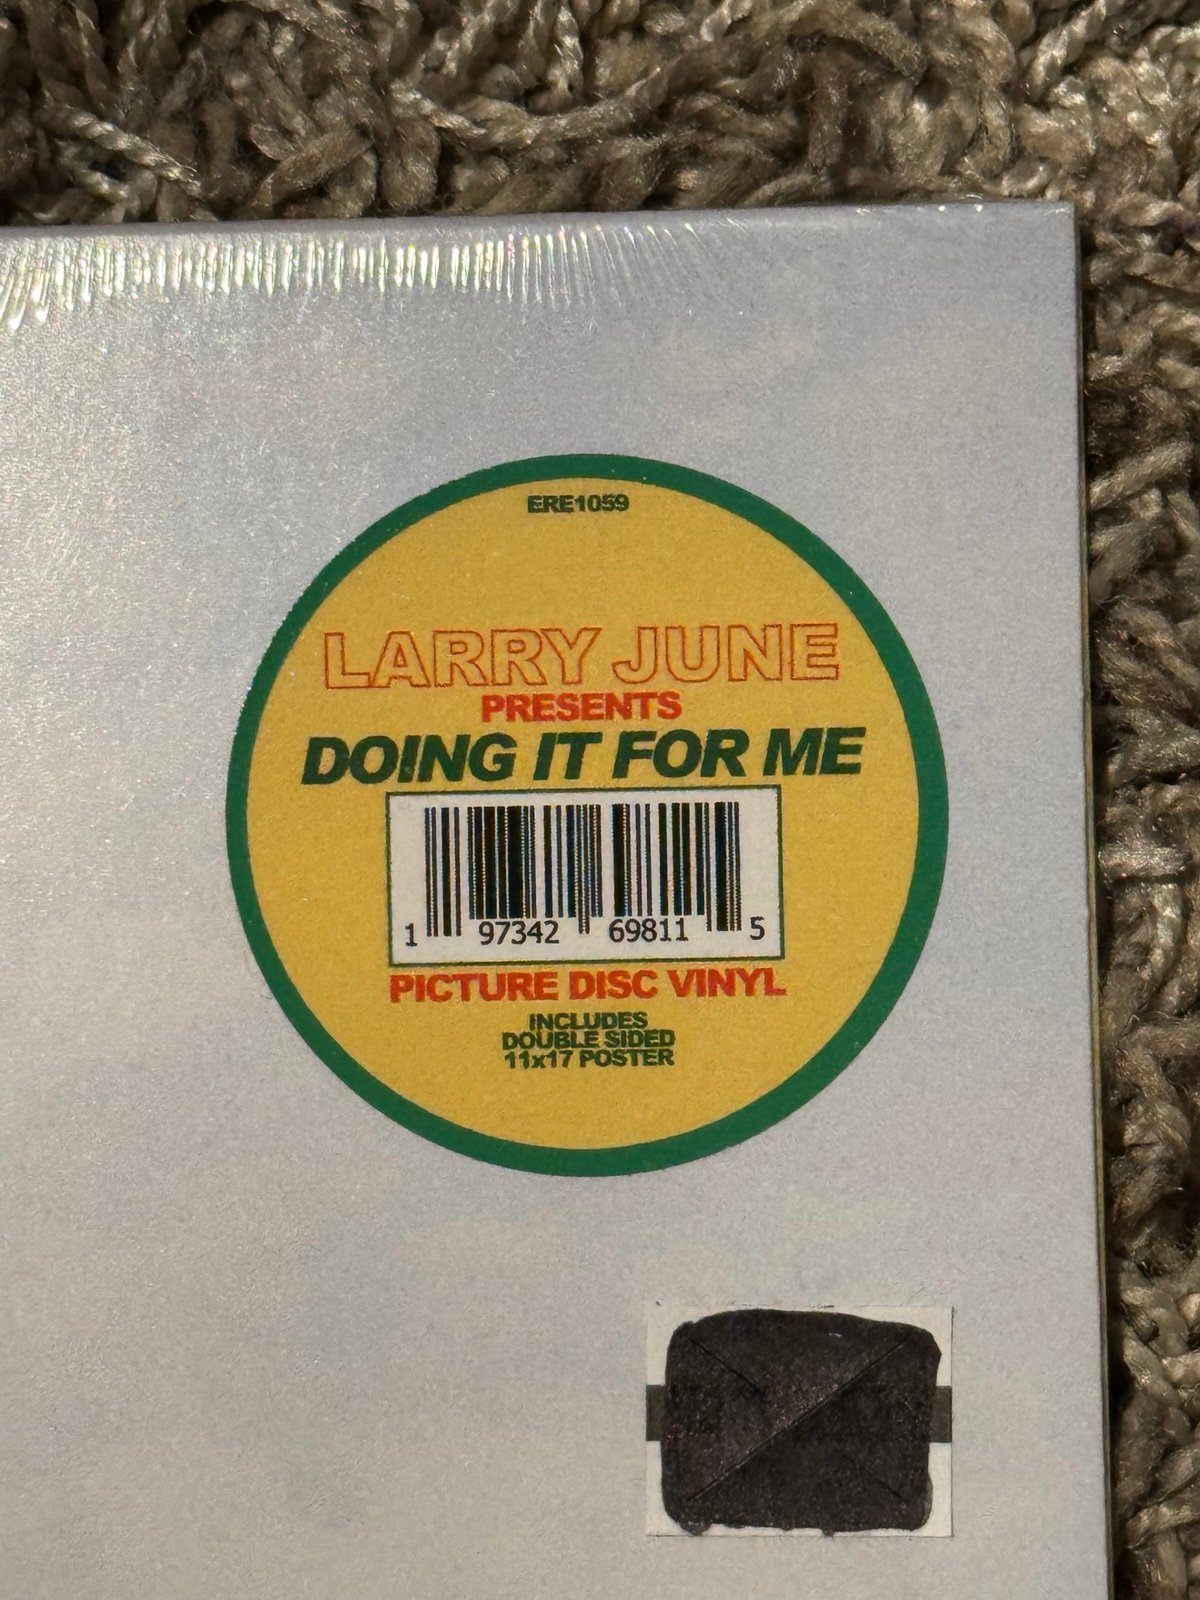 ERE1059
LARRY JUNE
PRESENTS
DOING IT FOR ME
1 97342 69811 5
PICTURE DISC VINYL
INCLUDES
DOUBLE SIDED
11x17 POSTER